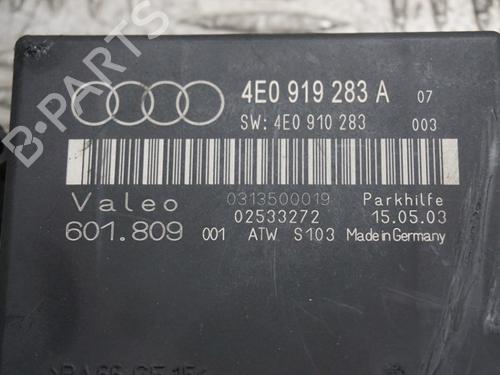 4E0 919 283 A 07
SW: 4E0 910 283 003
Valeo 0313500019 Parkhilfe
02533272 15.05.03
601.809 001 ATW S103 Made in Germany
B-PARTS